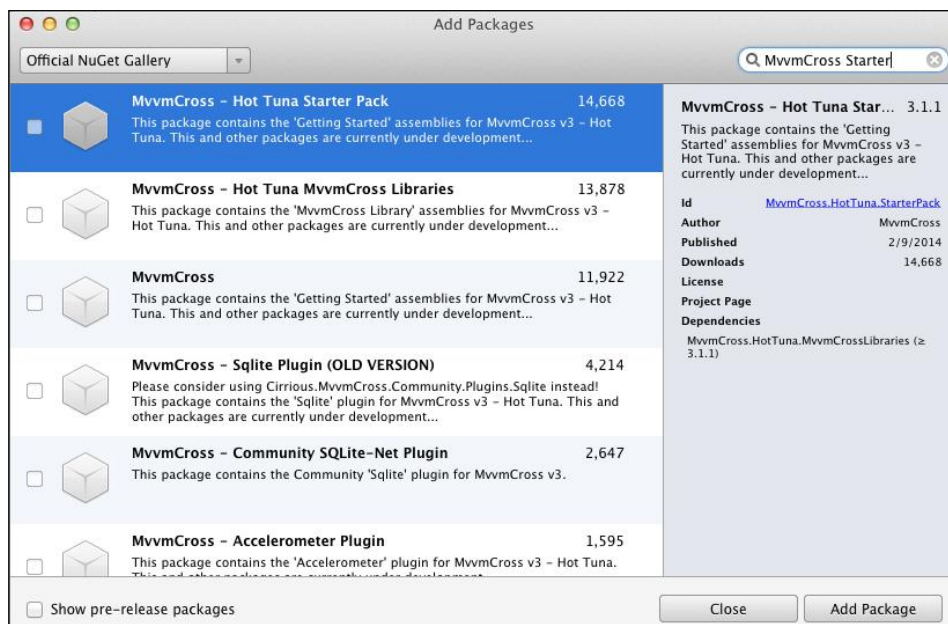 Add Packages
Official NuGet Gallery
MvvmCross Starter
MvvmCross – Hot Tuna Starter Pack 14,668
This package contains the 'Getting Started' assemblies for MvvmCross v3 – Hot
Tuna. This and other packages are currently under development...
MvvmCross – Hot Tuna MvvmCross Libraries 13,878
This package contains the 'MvvmCross Library' assemblies for MvvmCross v3 –
Hot Tuna. This and other packages are currently under development...
MvvmCross 11,922
This package contains the 'Getting Started' assemblies for MvvmCross v3 – Hot
Tuna. This and other packages are currently under development...
MvvmCross – Sqlite Plugin (OLD VERSION) 4,214
Please consider using Cirrious.MvvmCross.Community.Plugins.Sqlite instead!
This package contains the 'Sqlite' plugin for MvvmCross v3 – Hot Tuna. This and
other packages are currently under development...
MvvmCross – Community SQLite-Net Plugin 2,647
This package contains the Community 'Sqlite' plugin for MvvmCross v3.
MvvmCross – Accelerometer Plugin 1,595
This package contains the 'Accelerometer' plugin for MvvmCross v3 – Hot Tuna.
MvvmCross – Hot Tuna Star... 3.1.1
This package contains the 'Getting
Started' assemblies for MvvmCross v3 –
Hot Tuna. This and other packages are
currently under development...
Id MvvmCross.HotTuna.StarterPack
Author MvvmCross
Published 2/9/2014
Downloads 14,668
License
Project Page
Dependencies
MvvmCross.HotTuna.MvvmCrossLibraries (≥
3.1.1)
Show pre-release packages
Close
Add Package